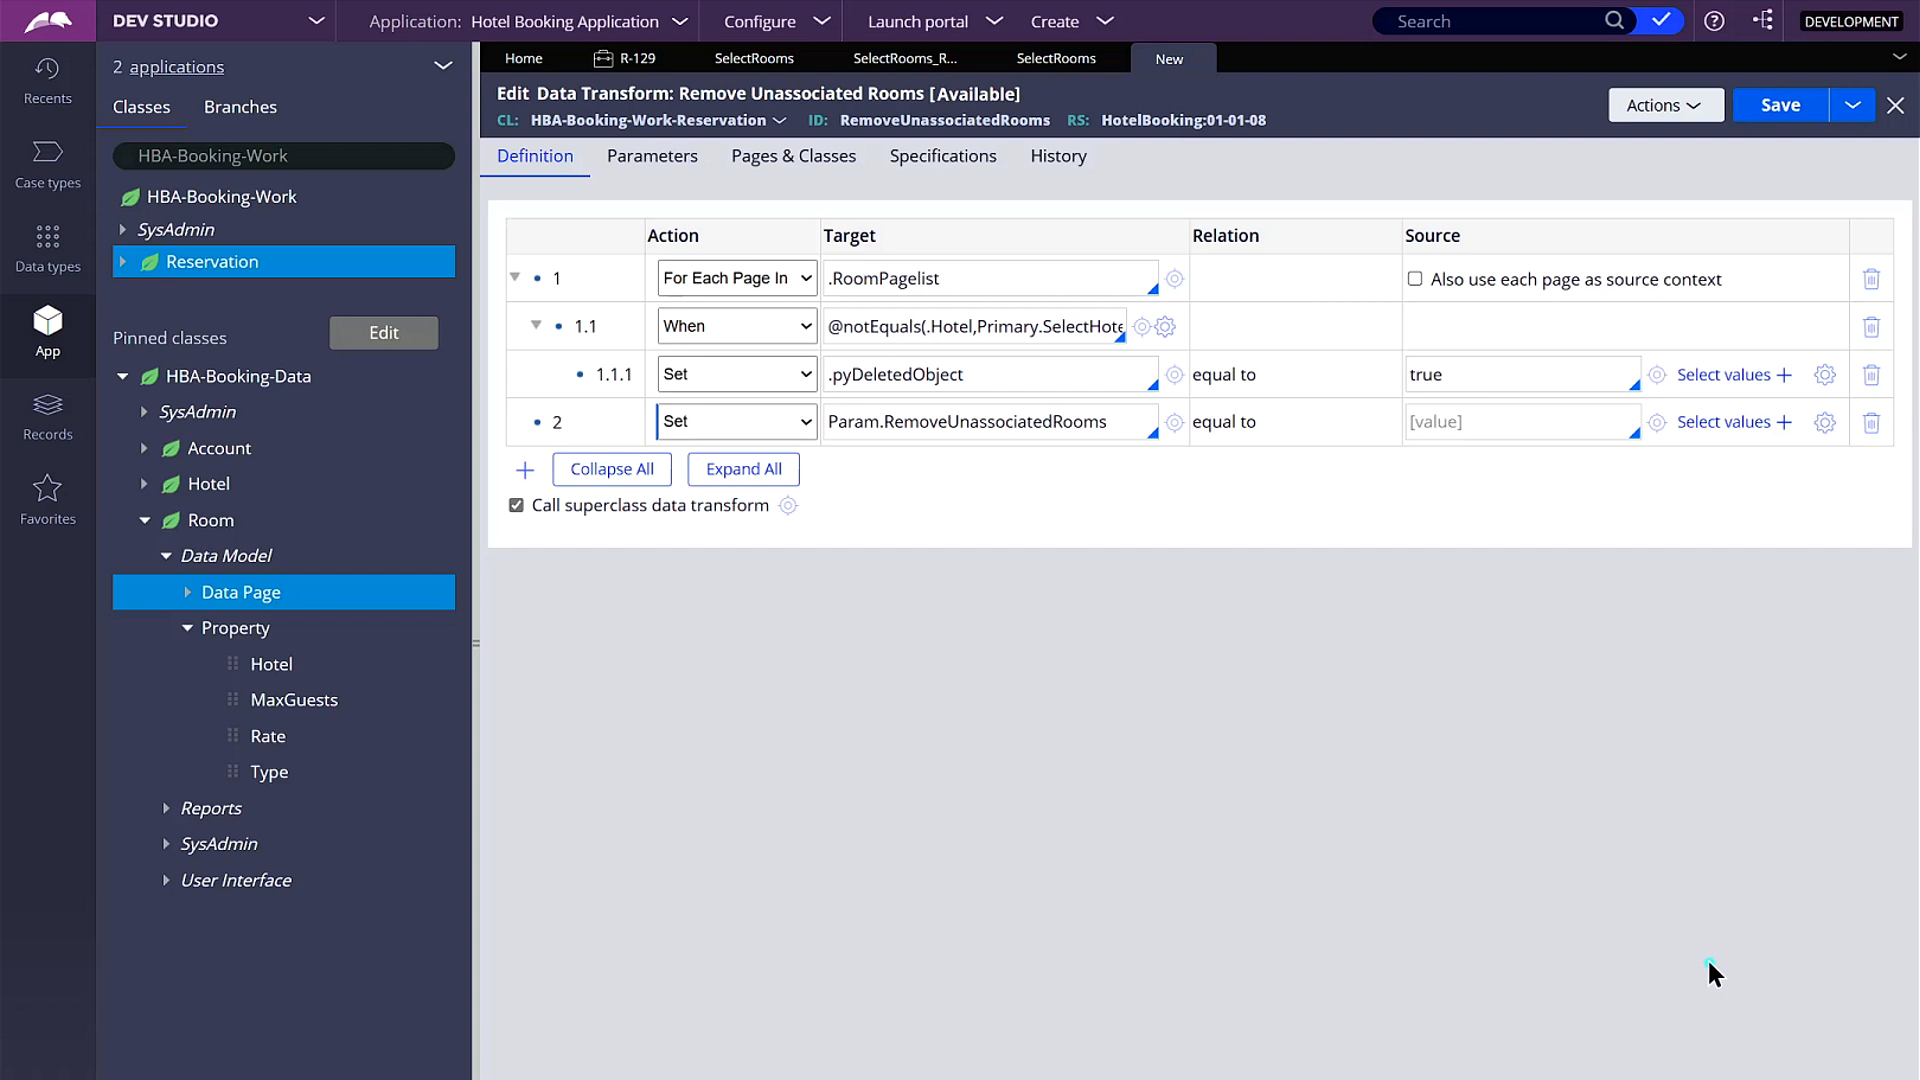 DEV STUDIO
Application: Hotel Booking Application
Configure
Launch portal
Create
Search
DEVELOPMENT
Recents
Case types
Data types
App
Records
Favorites
2 applications
Classes
Branches
HBA-Booking-Work
HBA-Booking-Work
SysAdmin
Reservation
Pinned classes
Edit
HBA-Booking-Data
SysAdmin
Account
Hotel
Room
Data Model
Data Page
Property
Hotel
MaxGuests
Rate
Type
Reports
SysAdmin
User Interface
Home
R-129
SelectRooms
SelectRooms_R...
SelectRooms
New
Edit Data Transform: Remove Unassociated Rooms [Available]
CL: HBA-Booking-Work-Reservation ID: RemoveUnassociatedRooms RS: HotelBooking:01-01-08
Actions
Save
Definition
Parameters
Pages & Classes
Specifications
History
Action Target Relation Source
1 For Each Page In .RoomPagelist Also use each page as source context
1.1 When @notEquals(.Hotel,Primary.SelectHote
1.1.1 Set .pyDeletedObject equal to true Select values
2 Set Param.RemoveUnassociatedRooms equal to [value] Select values
Collapse All
Expand All
Call superclass data transform